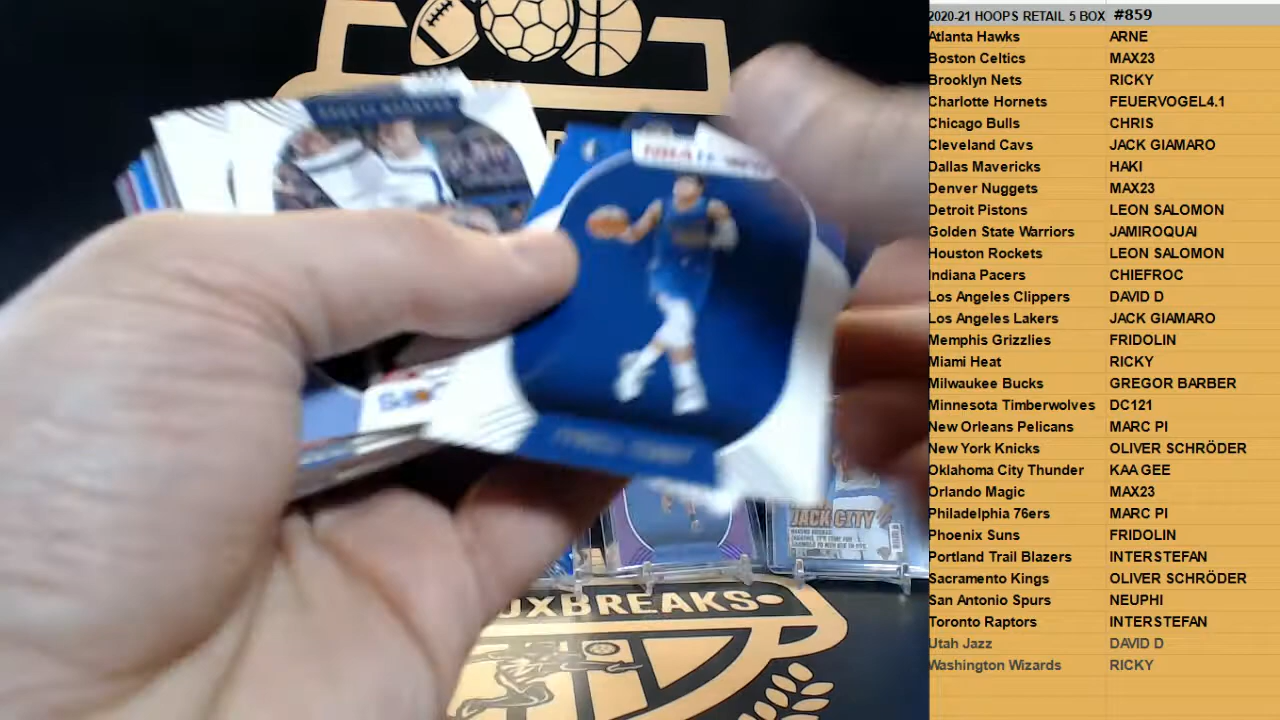 2020-21 HOOPS RETAIL 5 BOX #859
Atlanta Hawks ARNE
Boston Celtics MAX23
Brooklyn Nets RICKY
Charlotte Hornets FEUERVOGEL4.1
Chicago Bulls CHRIS
Cleveland Cavs JACK GIAMARO
Dallas Mavericks HAKI
Denver Nuggets MAX23
Detroit Pistons LEON SALOMON
Golden State Warriors JAMIROQUAI
Houston Rockets LEON SALOMON
Indiana Pacers CHIEFROC
Los Angeles Clippers DAVID D
Los Angeles Lakers JACK GIAMARO
Memphis Grizzlies FRIDOLIN
Miami Heat RICKY
Milwaukee Bucks GREGOR BARBER
Minnesota Timberwolves DC121
New Orleans Pelicans MARC PI
New York Knicks OLIVER SCHRÖDER
Oklahoma City Thunder KAA GEE
Orlando Magic MAX23
Philadelphia 76ers MARC PI
Phoenix Suns FRIDOLIN
Portland Trail Blazers INTERSTEFAN
Sacramento Kings OLIVER SCHRÖDER
San Antonio Spurs NEUPHI
Toronto Raptors INTERSTEFAN
Utah Jazz DAVID D
Washington Wizards RICKY
JACK CITY
UXBREAKS